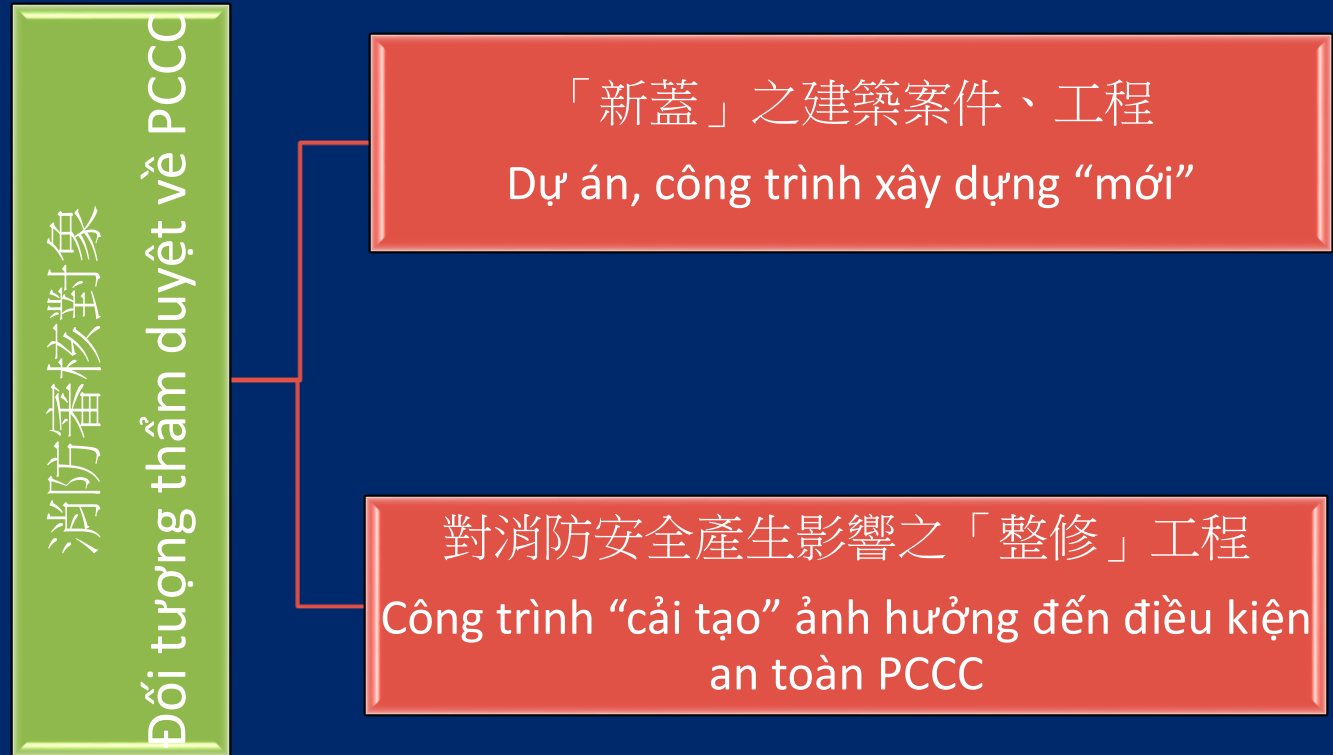 消防審核對象
Đối tượng thẩm duyệt về PCCC
「新蓋」之建築案件、工程
Dự án, công trình xây dựng “mới”
對消防安全產生影響之「整修」工程
Công trình “cải tạo” ảnh hưởng đến điều kiện
an toàn PCCC